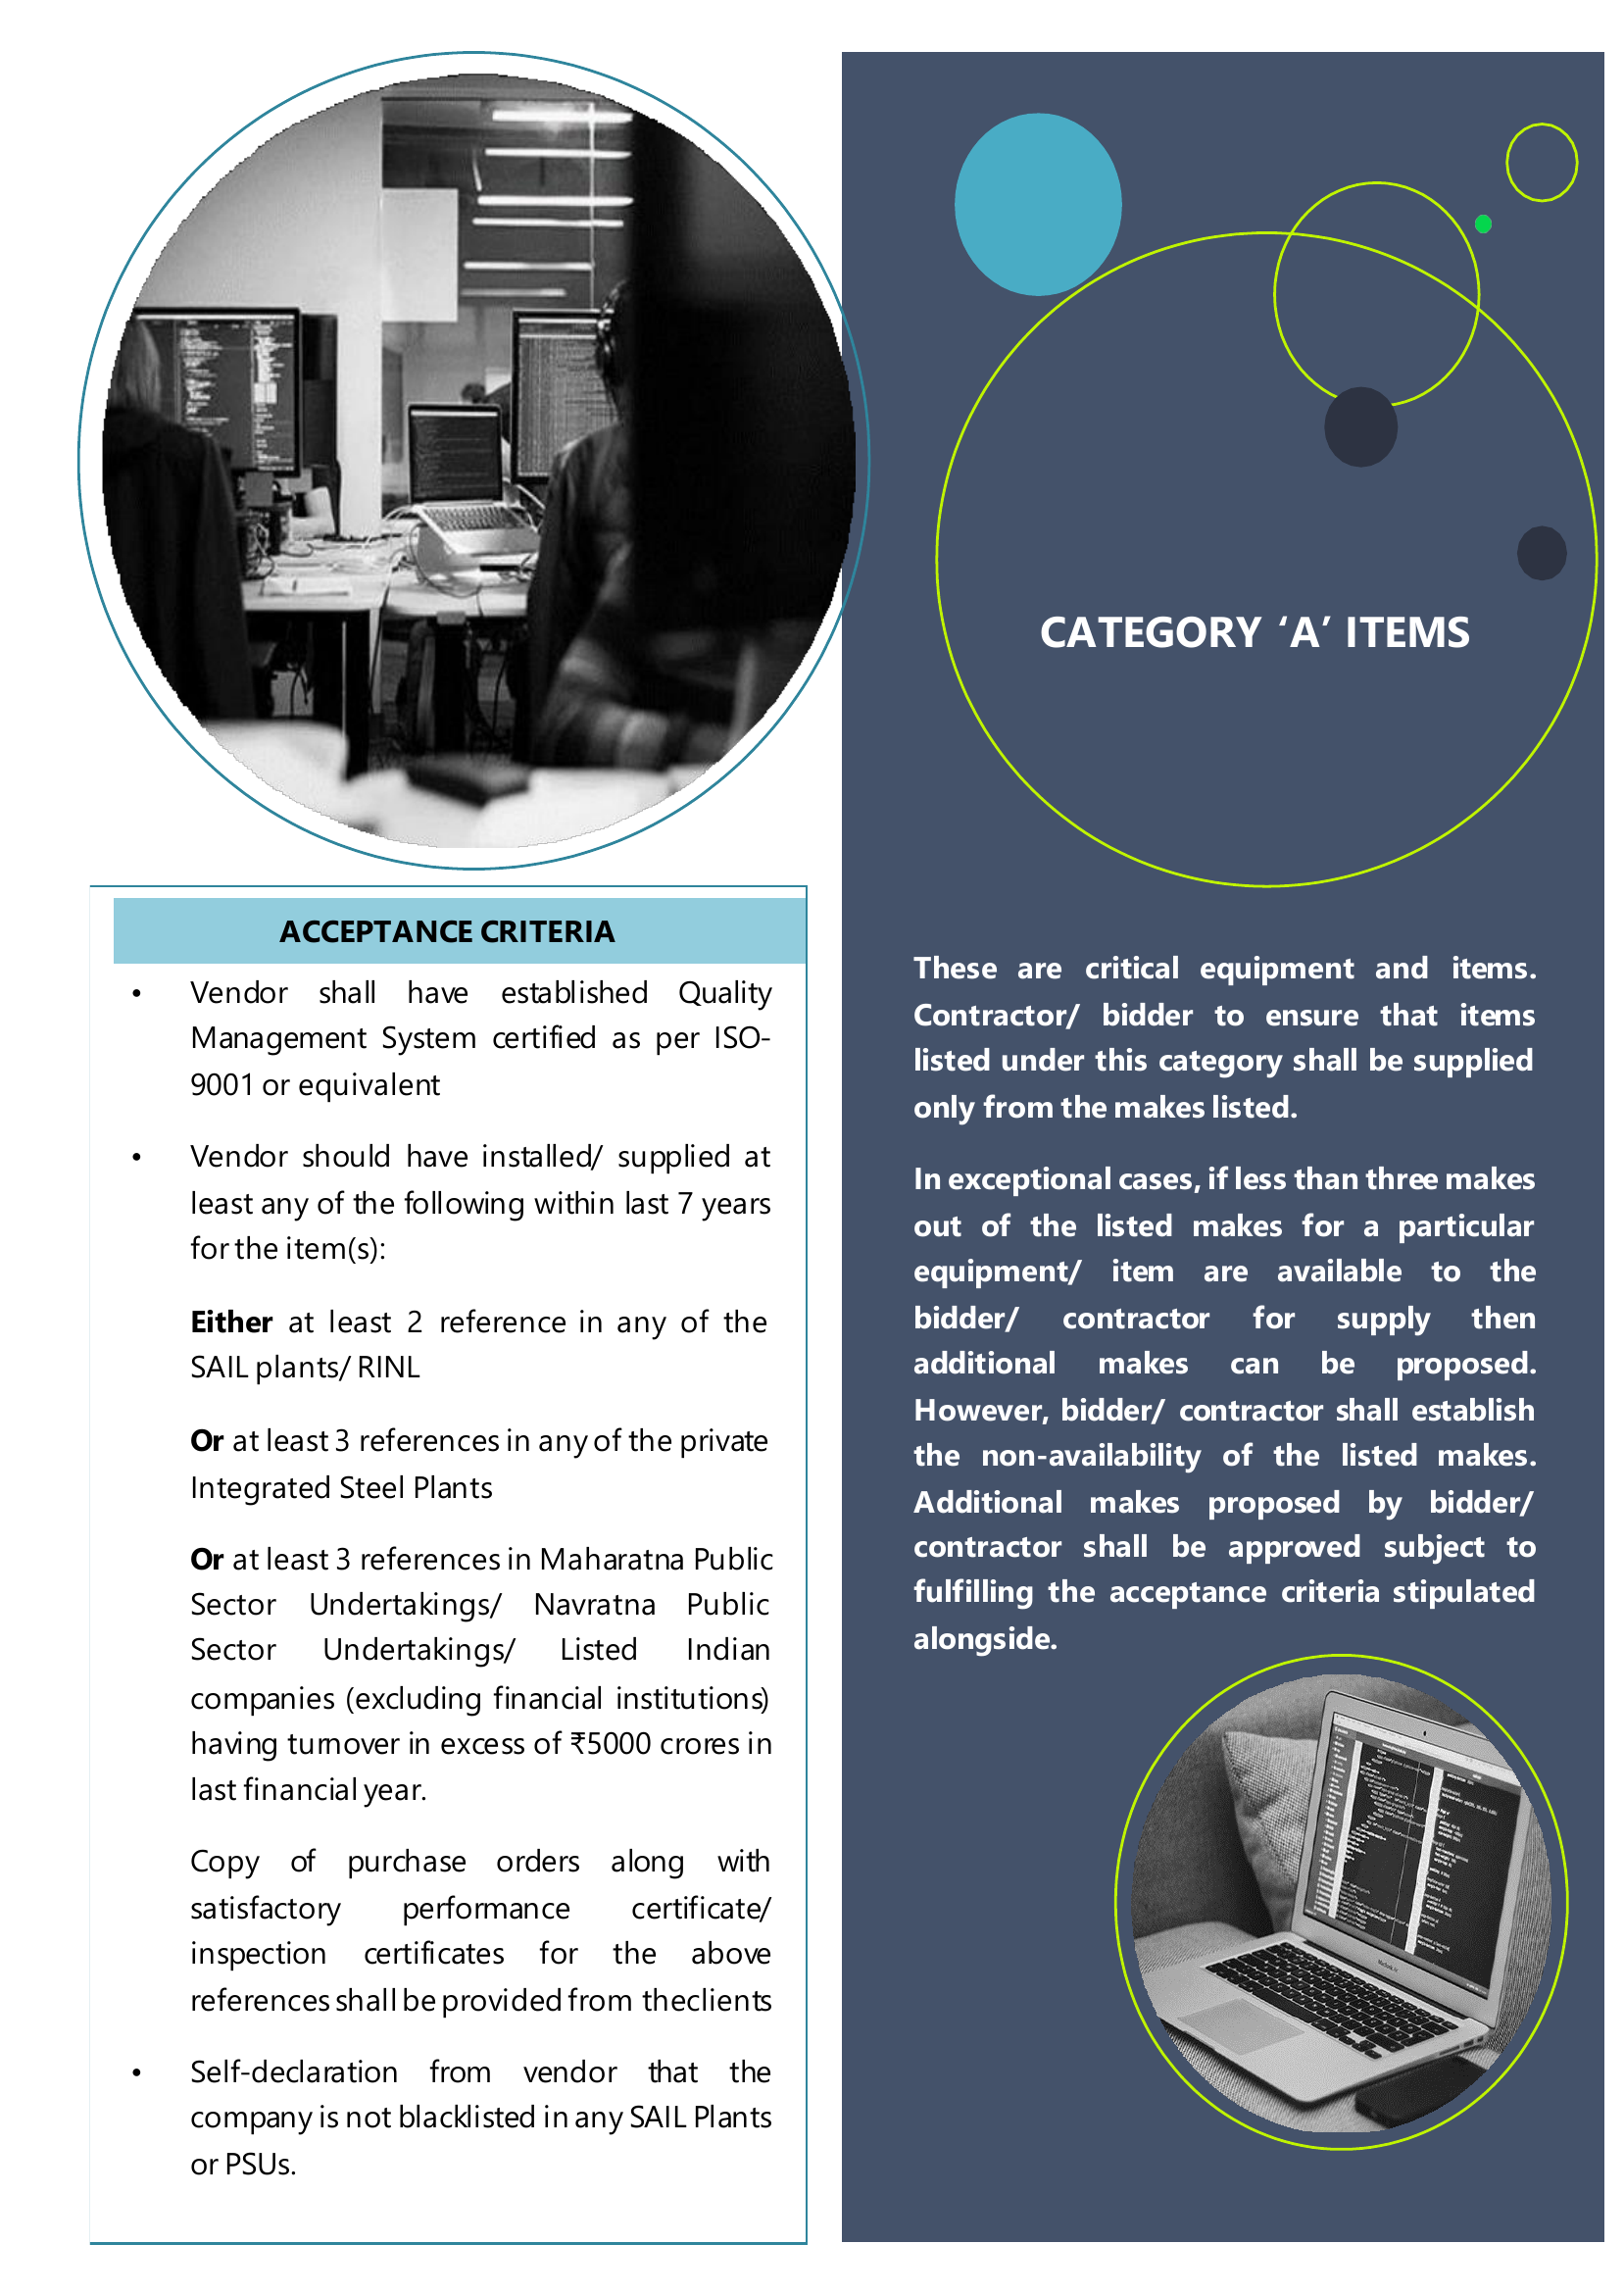 CATEGORY ‘A’ ITEMS
ACCEPTANCE CRITERIA
• Vendor shall have established Quality
Management System certified as per ISO-
9001 or equivalent
• Vendor should have installed/ supplied at
least any of the following within last 7 years
for the item(s):
Either at least 2 reference in any of the
SAIL plants/ RINL
Or at least 3 references in any of the private
Integrated Steel Plants
Or at least 3 references in Maharatna Public
Sector Undertakings/ Navratna Public
Sector Undertakings/ Listed Indian
companies (excluding financial institutions)
having turnover in excess of ₹5000 crores in
last financial year.
Copy of purchase orders along with
satisfactory performance certificate/
inspection certificates for the above
references shall be provided from theclients
• Self-declaration from vendor that the
company is not blacklisted in any SAIL Plants
or PSUs.
These are critical equipment and items.
Contractor/ bidder to ensure that items
listed under this category shall be supplied
only from the makes listed.
In exceptional cases, if less than three makes
out of the listed makes for a particular
equipment/ item are available to the
bidder/ contractor for supply then
additional makes can be proposed.
However, bidder/ contractor shall establish
the non-availability of the listed makes.
Additional makes proposed by bidder/
contractor shall be approved subject to
fulfilling the acceptance criteria stipulated
alongside.